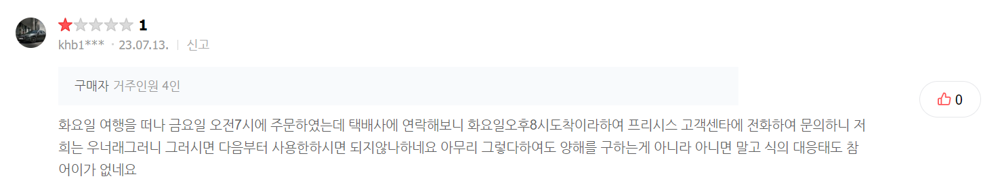 1
khb1*** · 23.07.13. | 신고
구매자 거주인원 4인
0
화요일 여행을 떠나 금요일 오전7시에 주문하였는데 택배사에 연락해보니 화요일오후8시도착이라하여 프리시스 고객센타에 전화하여 문의하니 저
희는 우너래그러니 그러시면 다음부터 사용한하시면 되지않나하네요 아무리 그렇다하여도 양해를 구하는게 아니라 아니면 말고 식의 대응태도 참
어이가 없네요